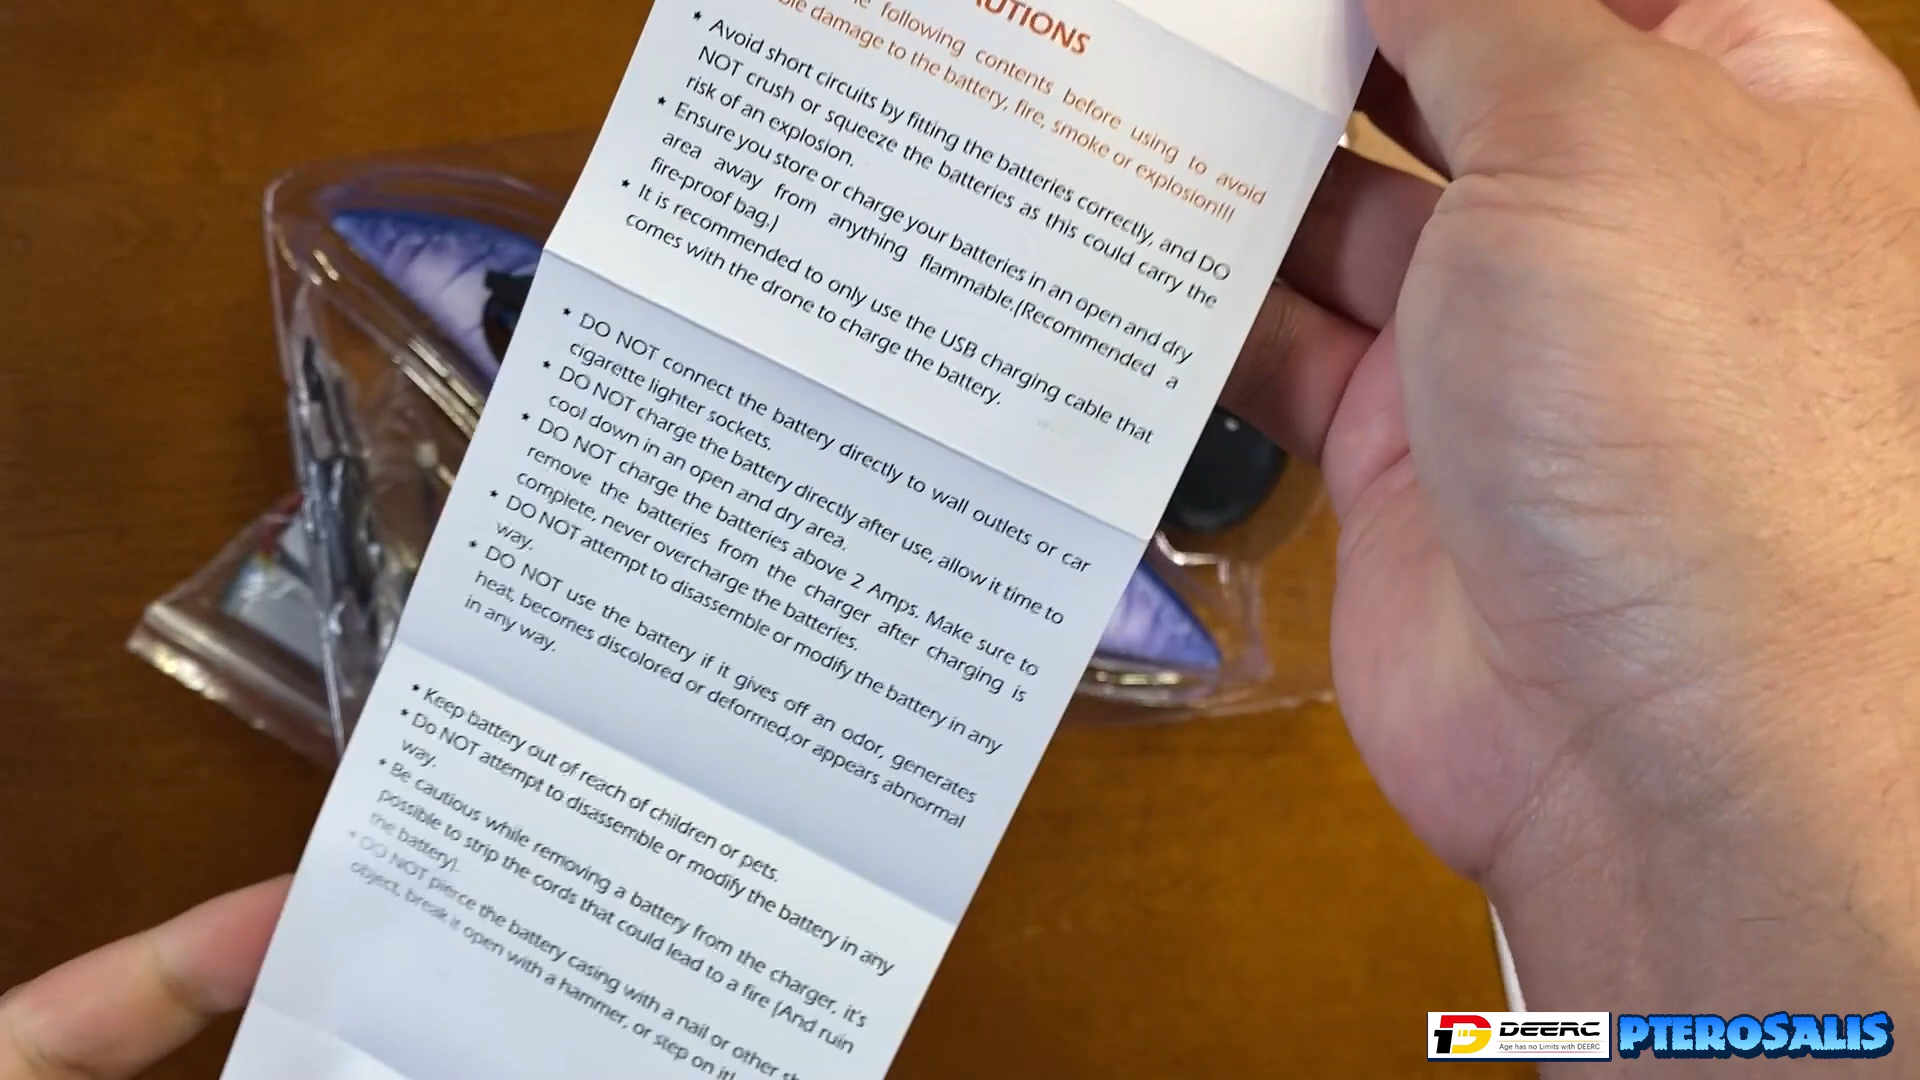 following contents before using to avoid
damage to the battery, fire, smoke or explosion!!!
* Avoid short circuits by fitting the batteries correctly, and DO
NOT crush or squeeze the batteries as this could carry the
risk of an explosion.
* Ensure you store or charge your batteries in an open and dry
area away from anything flammable.(Recommended a
fire-proof bag.)
* It is recommended to only use the USB charging cable that
comes with the drone to charge the battery.
* DO NOT connect the battery directly to wall outlets or car
cigarette lighter sockets.
* DO NOT charge the battery directly after use, allow it time to
cool down in an open and dry area.
* DO NOT charge the batteries above 2 Amps. Make sure to
remove the batteries from the charger after charging is
complete, never overcharge the batteries.
* DO NOT attempt to disassemble or modify the battery in any
way.
* DO NOT use the battery if it gives off an odor, generates
heat, becomes discolored or deformed,or appears abnormal
in any way.
* Keep battery out of reach of children or pets.
* Do NOT attempt to disassemble or modify the battery in any
way.
* Be cautious while removing a battery from the charger, it's
possible to strip the cords that could lead to a fire (And ruin
the battery).
* DO NOT pierce the battery casing with a nail or other
object, break it open with a hammer, or step on it!
DEERC
Age has no Limits with DEERC
PTEROSALIS